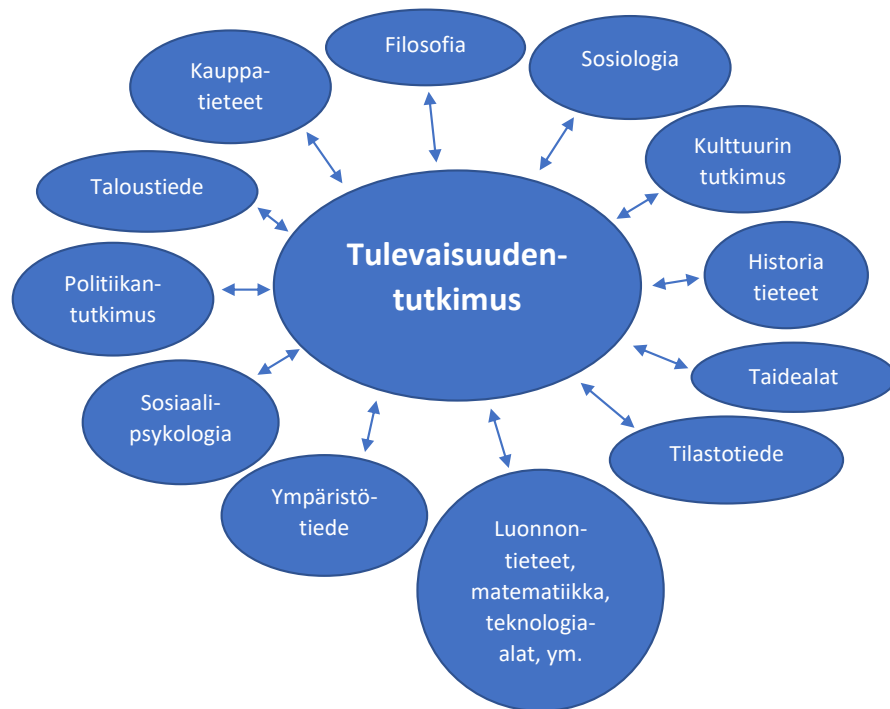 Filosofia
Sosiologia
Kauppa-
tieteet
Kulttuurin
tutkimus
Taloustiede
Tulevaisuuden-
tutkimus
Historia
tieteet
Politiikan-
tutkimus
Taidealat
Sosiaali-
psykologia
Tilastotiede
Ympäristö-
tiede
Luonnon-
tieteet,
matematiikka,
teknologia-
alat, ym.